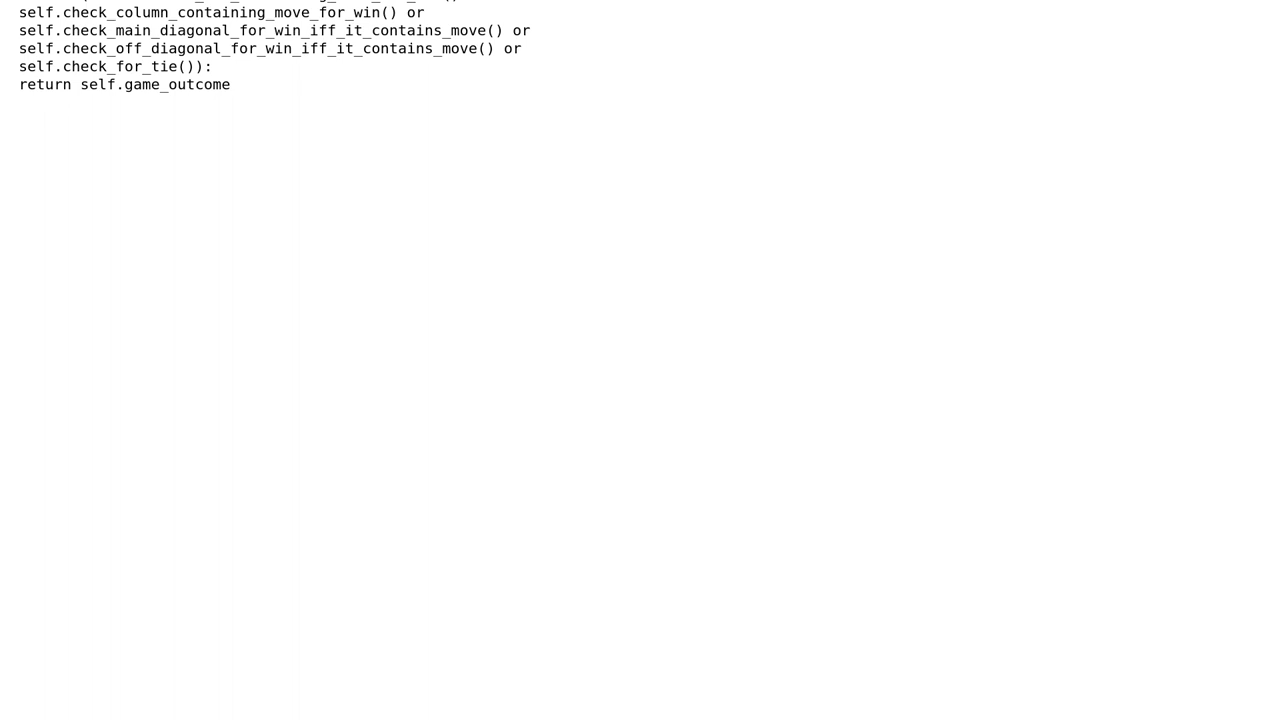 self.check_column_containing_move_for_win() or
self.check_main_diagonal_for_win_iff_it_contains_move() or
self.check_off_diagonal_for_win_iff_it_contains_move() or
self.check_for_tie()):
return self.game_outcome